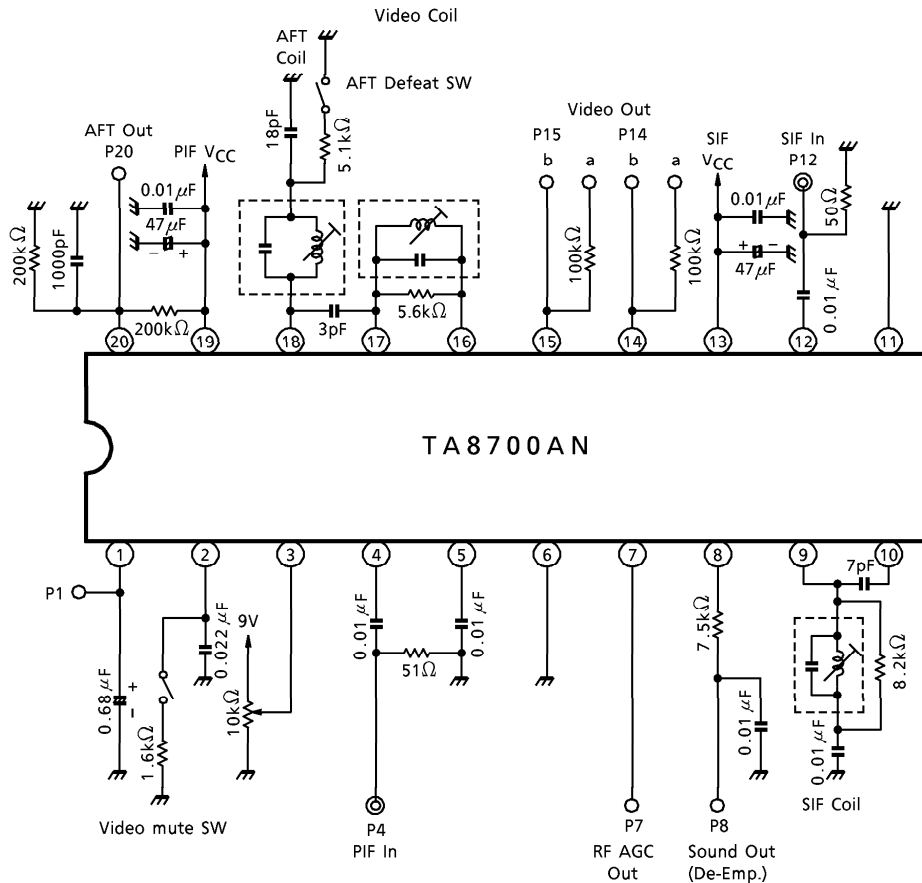 Video Coil
AFT
Coil
AFT Defeat SW
18pF
5.1kΩ
AFT Out
P20
PIF VCC
0.01μF
47μF
− +
200kΩ
1000pF
200kΩ
3pF
5.6kΩ
Video Out
P15
P14
b
a
b
a
100kΩ
100kΩ
SIF
VCC
SIF In
P12
0.01μF
+ −
47μF
50Ω
0.01μF
20
19
18
17
16
15
14
13
12
11
TA8700AN
1
2
3
4
5
6
7
8
9
10
P1
0.68μF
+
−
0.022μF
1.6kΩ
Video mute SW
9V
10kΩ
0.01μF
0.01μF
51Ω
P4
PIF In
P7
RF AGC
Out
7.5kΩ
0.01μF
P8
Sound Out
(De-Emp.)
7pF
8.2kΩ
0.01μF
SIF Coil